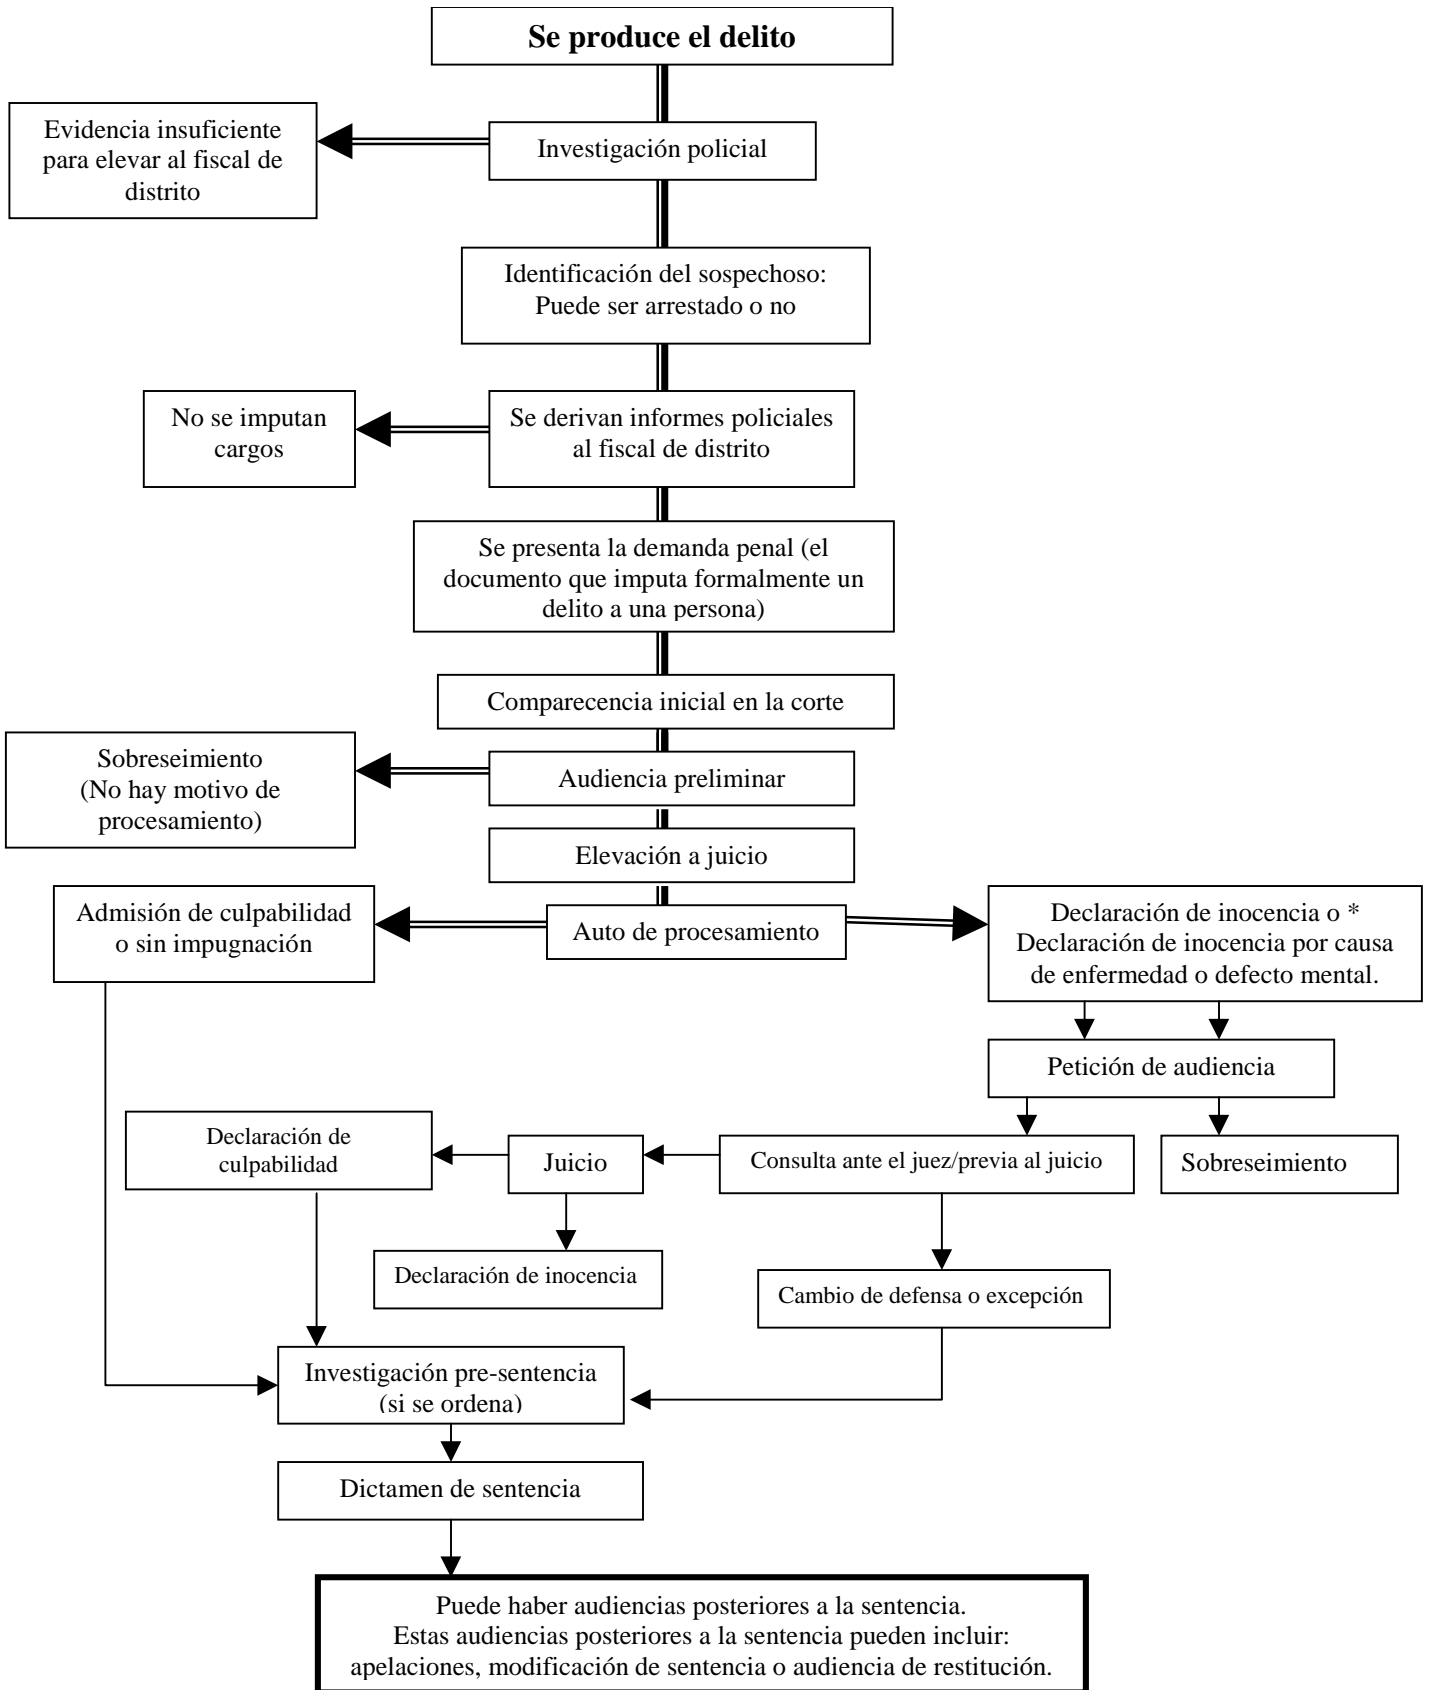 Se produce el delito
Evidencia insuficiente
para elevar al fiscal de
distrito
Investigación policial
Identificación del sospechoso:
Puede ser arrestado o no
No se imputan
cargos
Se derivan informes policiales
al fiscal de distrito
Se presenta la demanda penal (el
documento que imputa formalmente un
delito a una persona)
Comparecencia inicial en la corte
Sobreseimiento
(No hay motivo de
procesamiento)
Audiencia preliminar
Elevación a juicio
Admisión de culpabilidad
o sin impugnación
Auto de procesamiento
Declaración de inocencia o *
Declaración de inocencia por causa
de enfermedad o defecto mental.
Petición de audiencia
Declaración de
culpabilidad
Juicio
Consulta ante el juez/previa al juicio
Sobreseimiento
Declaración de inocencia
Cambio de defensa o excepción
Investigación pre-sentencia
(si se ordena)
Dictamen de sentencia
Puede haber audiencias posteriores a la sentencia.
Estas audiencias posteriores a la sentencia pueden incluir:
apelaciones, modificación de sentencia o audiencia de restitución.